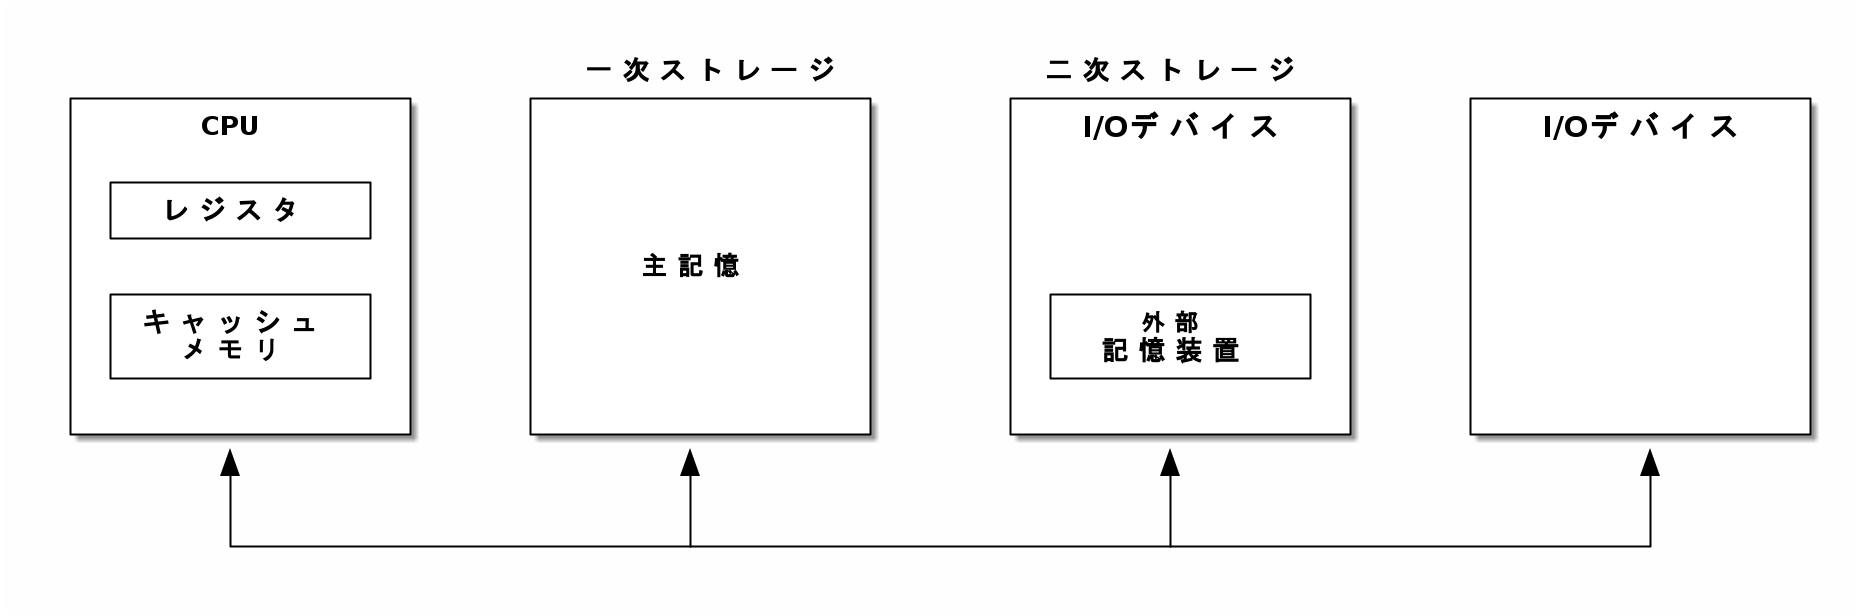 一次ストレージ
二次ストレージ
CPU
I/Oデバイス
I/Oデバイス
レジスタ
主記憶
キャッシュ
メモリ
外部
記憶装置